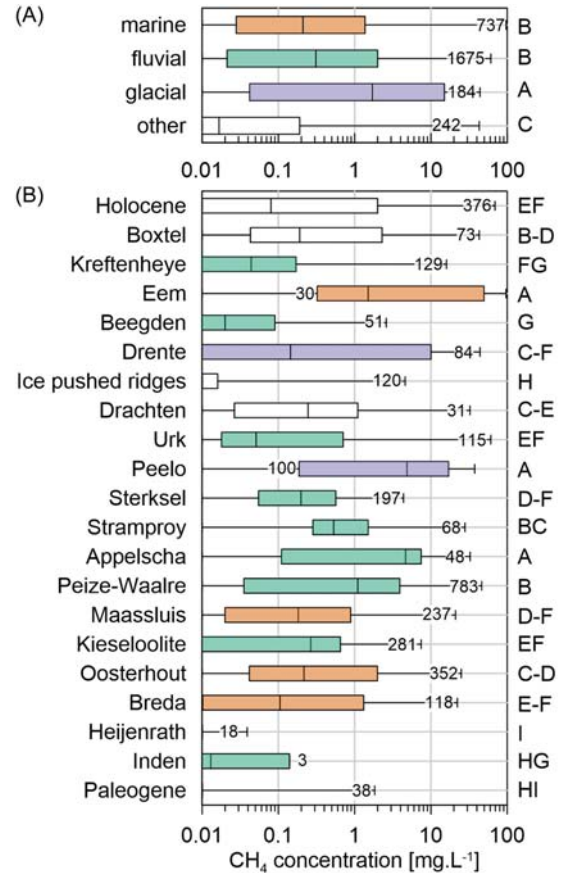 (A)
marine 737 B
fluvial 1675 B
glacial 184 A
other 242 C
0.01 0.1 1 10 100
(B)
Holocene 376 EF
Boxtel 73 B-D
Kreftenheye 129 FG
Eem 30 A
Beegden 51 G
Drente 84 C-F
Ice pushed ridges 120 H
Drachten 31 C-E
Urk 115 EF
Peelo 100 A
Sterksel 197 D-F
Stramproy 68 BC
Appelscha 48 A
Peize-Waalre 783 B
Maassluis 237 D-F
Kieseloolite 281 EF
Oosterhout 352 C-D
Breda 118 E-F
Heijenrath 18 I
Inden 3 HG
Paleogene 38 HI
0.01 0.1 1 10 100
CH₄ concentration [mg.L⁻¹]